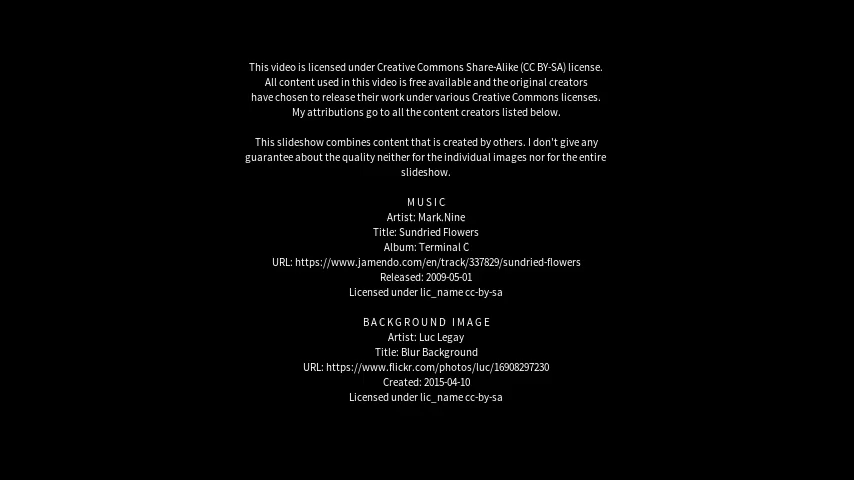 This video is licensed under Creative Commons Share-Alike (CC BY-SA) license.
All content used in this video is free available and the original creators
have chosen to release their work under various Creative Commons licenses.
My attributions go to all the content creators listed below.
This slideshow combines content that is created by others. I don't give any
guarantee about the quality neither for the individual images nor for the entire
slideshow.
MUSIC
Artist: Mark.Nine
Title: Sundried Flowers
Album: Terminal C
URL: https://www.jamendo.com/en/track/337829/sundried-flowers
Released: 2009-05-01
Licensed under lic_name cc-by-sa
BACKGROUND IMAGE
Artist: Luc Legay
Title: Blur Background
URL: https://www.flickr.com/photos/luc/16908297230
Created: 2015-04-10
Licensed under lic_name cc-by-sa